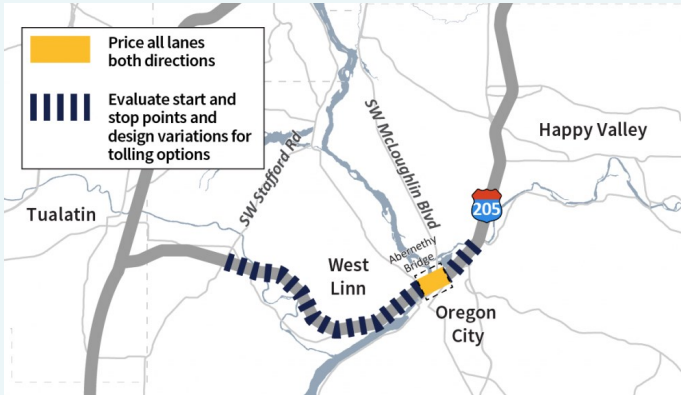 Price all lanes
both directions
Evaluate start and
stop points and
design variations for
tolling options
SW Stafford Rd
SW McLoughlin Blvd
Happy Valley
Tualatin
205
Abernethy
Bridge
West
Linn
Oregon
City